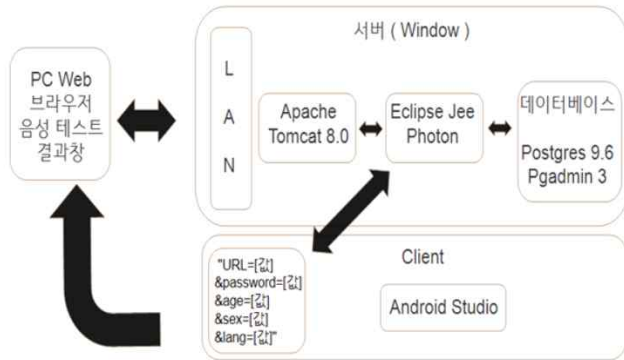 서버 ( Window )
PC Web
브라우저
음성 테스트
결과창
L
A
N
Apache
Tomcat 8.0
Eclipse Jee
Photon
데이터베이스
Postgres 9.6
Pgadmin 3
"URL=[값]
&password=[값]
&age=[값]
&sex=[값]
&lang=[값]"
Client
Android Studio